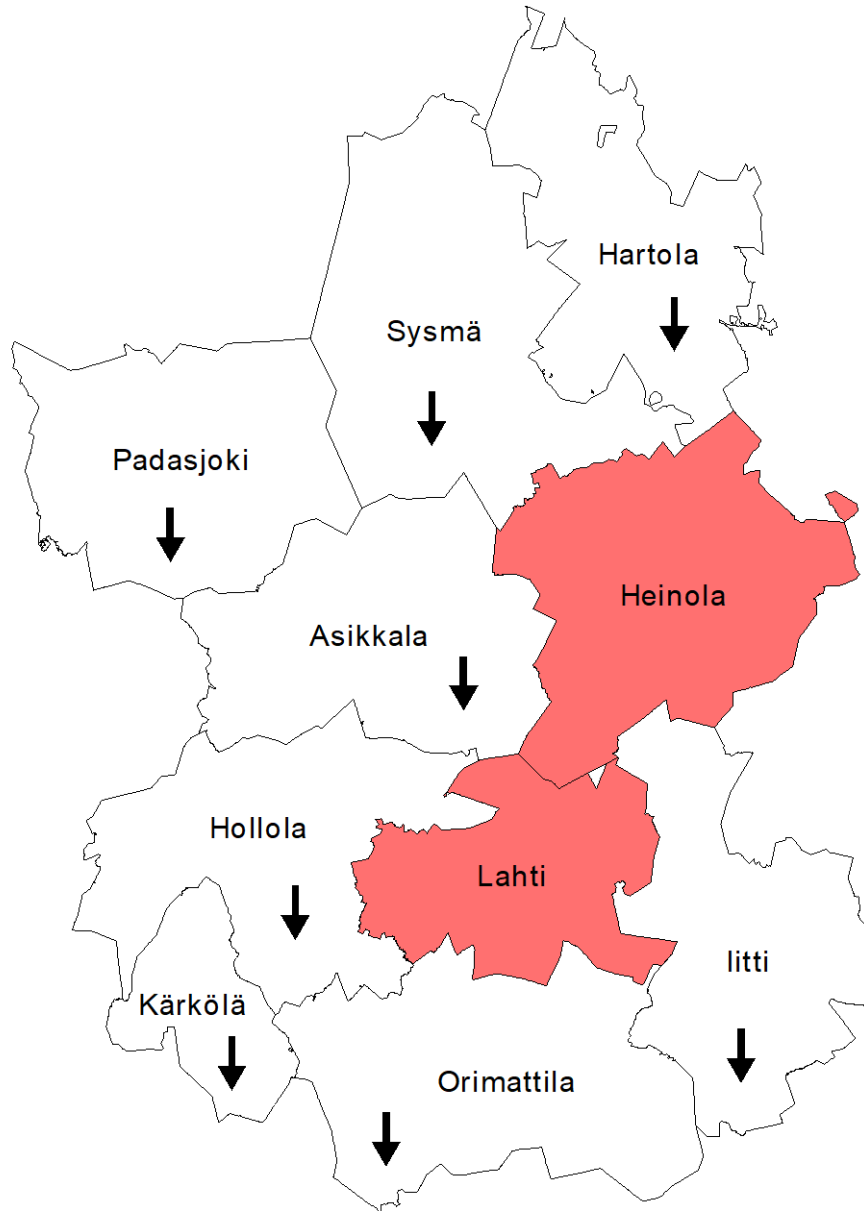 Hartola
Sysmä
Padasjoki
Heinola
Asikkala
Hollola
Lahti
Iitti
Kärkölä
Orimattila